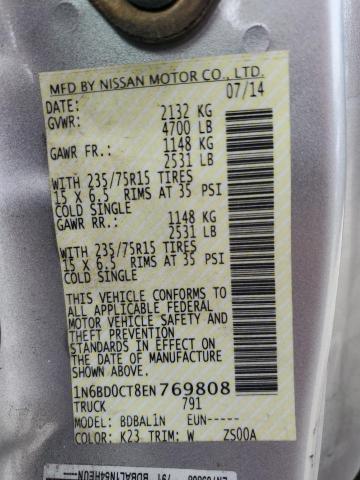 MFD BY NISSAN MOTOR CO., LTD.
DATE: 07/14
GVWR: 2132 KG
4700 LB
GAWR FR.: 1148 KG
2531 LB
WITH 235/75R15 TIRES
15 X 6.5 RIMS AT 35 PSI
COLD SINGLE
GAWR RR.: 1148 KG
2531 LB
WITH 235/75R15 TIRES
15 X 6.5 RIMS AT 35 PSI
COLD SINGLE
THIS VEHICLE CONFORMS TO
ALL APPLICABLE FEDERAL
MOTOR VEHICLE SAFETY AND
THEFT PREVENTION
STANDARDS IN EFFECT ON
THE DATE OF MANUFACTURE
SHOWN ABOVE.
1N6BD0CT8EN769808
TRUCK 791
MODEL: BDBAL1N EUN-----
COLOR: K23 TRIM: W ZS00A